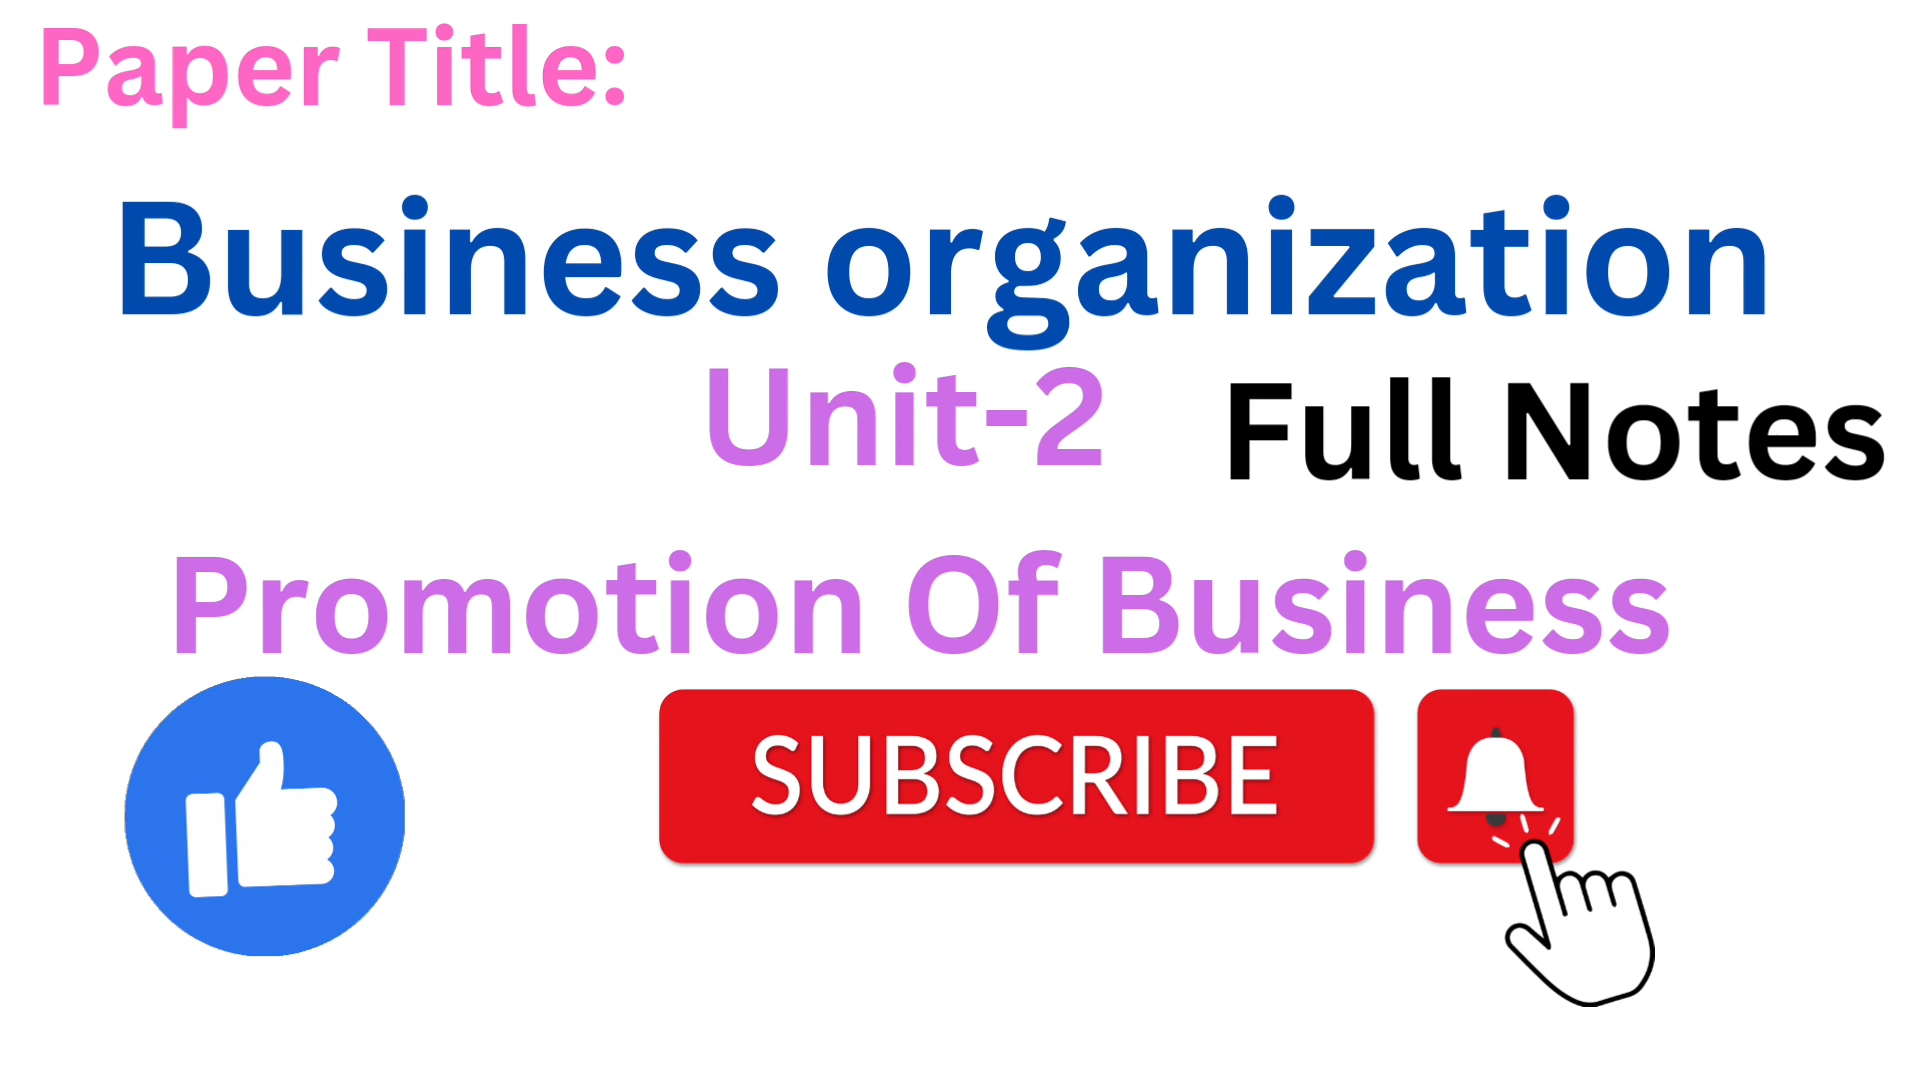 Paper Title:
Business organization
Unit-2 Full Notes
Promotion Of Business
SUBSCRIBE